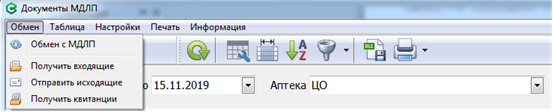 Документы МДЛП
Обмен Таблица Настройки Печать Информация
Обмен с МДЛП
Получить входящие
Отправить исходящие
Получить квитанции
о 15.11.2019 Аптека ЦО